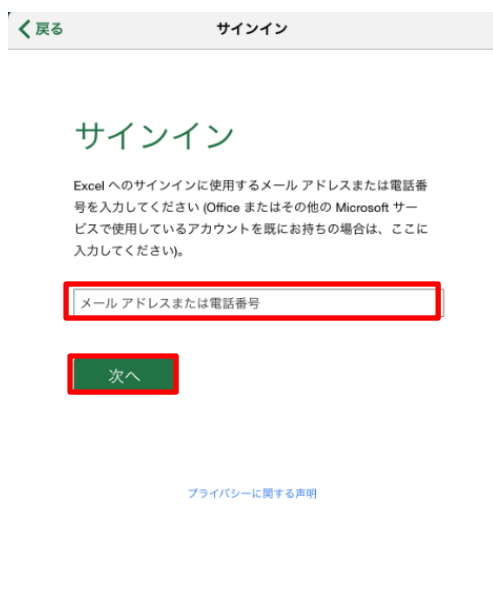 戻る サインイン
サインイン
Excel へのサインインに使用するメール アドレスまたは電話番
号を入力してください (Office またはその他の Microsoft サー
ビスで使用しているアカウントを既にお持ちの場合は、ここに
入力してください)。
メール アドレスまたは電話番号
次へ
プライバシーに関する声明